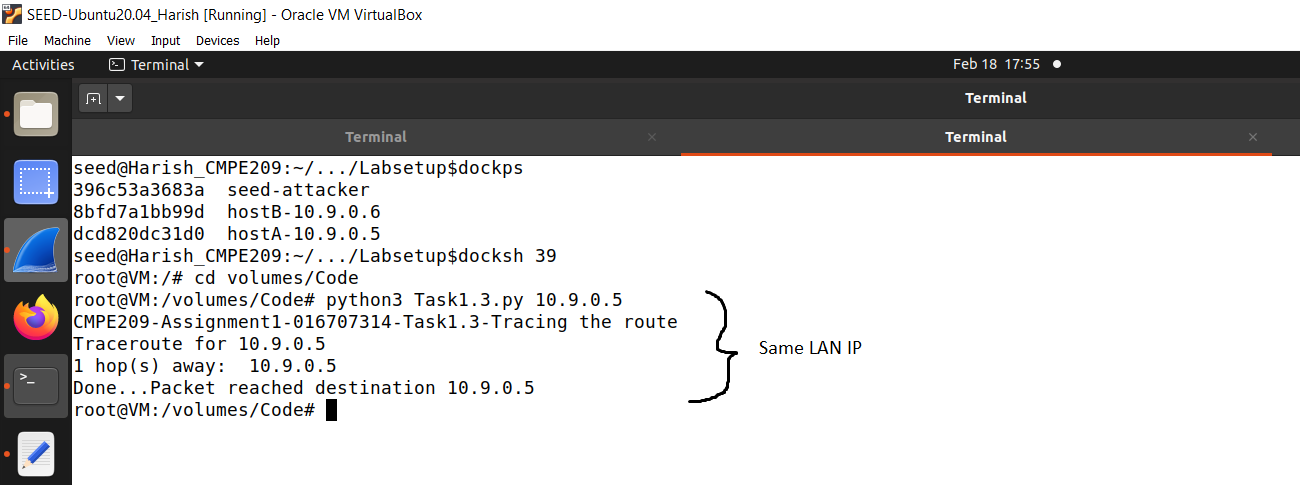 SEED-Ubuntu20.04_Harish [Running] - Oracle VM VirtualBox
File Machine View Input Devices Help
Activities Terminal Feb 18 17:55
Terminal
Terminal Terminal
seed@Harish_CMPE209:~/.../Labsetup$dockps
396c53a3683a  seed-attacker
8bfd7a1bb99d  hostB-10.9.0.6
dcd820dc31d0  hostA-10.9.0.5
seed@Harish_CMPE209:~/.../Labsetup$docksh 39
root@VM:/# cd volumes/Code
root@VM:/volumes/Code# python3 Task1.3.py 10.9.0.5
CMPE209-Assignment1-016707314-Task1.3-Tracing the route
Traceroute for 10.9.0.5
1 hop(s) away:  10.9.0.5
Done...Packet reached destination 10.9.0.5
root@VM:/volumes/Code#
Same LAN IP